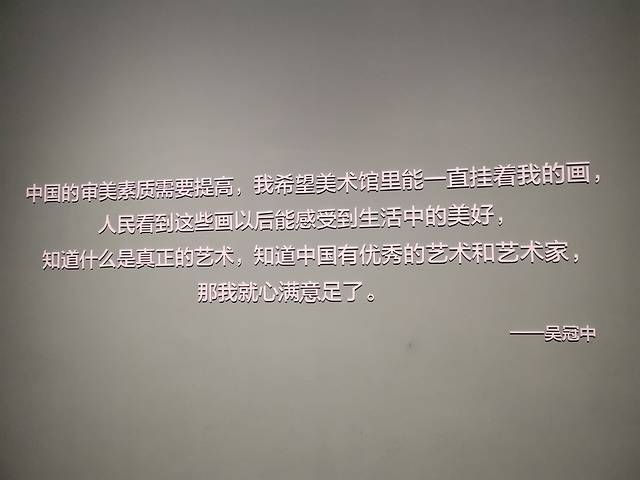 中国的审美素质需要提高，我希望美术馆里能一直挂着我的画，
人民看到这些画以后能感受到生活中的美好，
知道什么是真正的艺术，知道中国有优秀的艺术和艺术家，
那我就心满意足了。
——吴冠中